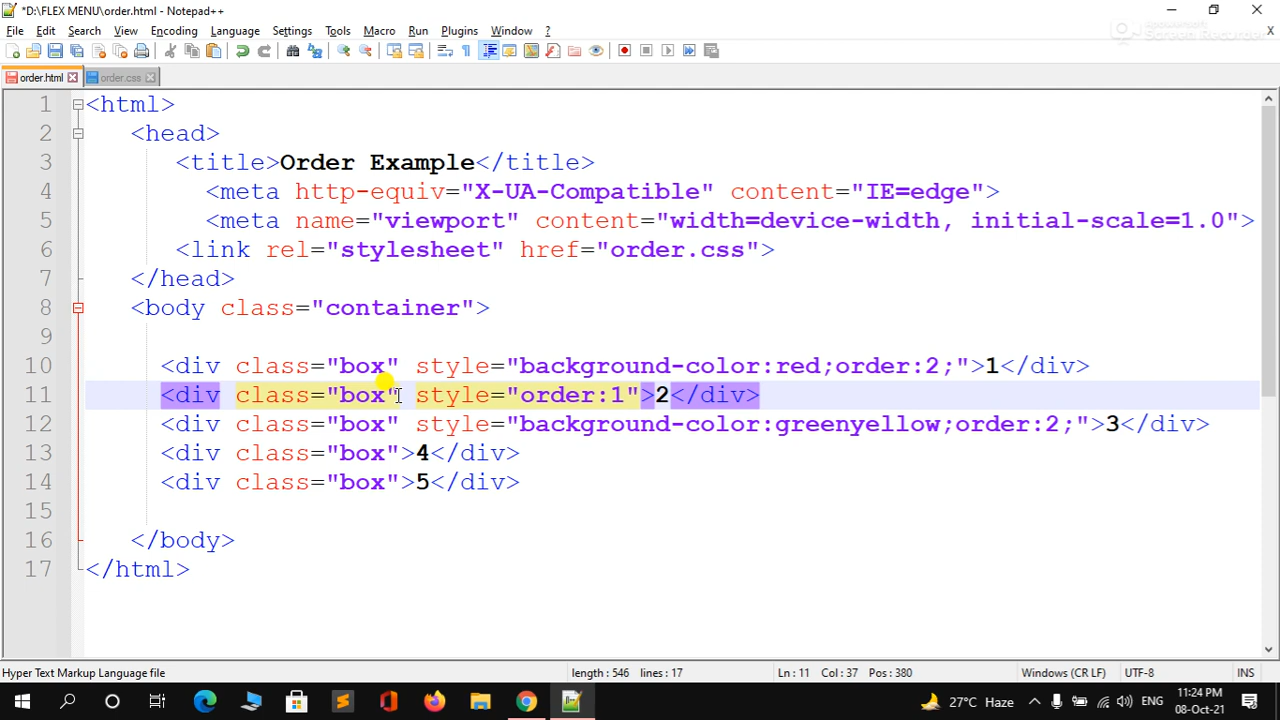 *D:\FLEX MENU\order.html - Notepad++
File Edit Search View Encoding Language Settings Tools Macro Run Plugins Window ?
order.html order.css
Screen Recorder
X
1 <html>
2 <head>
3 <title>Order Example</title>
4 <meta http-equiv="X-UA-Compatible" content="IE=edge">
5 <meta name="viewport" content="width=device-width, initial-scale=1.0">
6 <link rel="stylesheet" href="order.css">
7 </head>
8 <body class="container">
9
10 <div class="box" style="background-color:red;order:2;">1</div>
11 <div class="box" style="order:1">2</div>
12 <div class="box" style="background-color:greenyellow;order:2;">3</div>
13 <div class="box">4</div>
14 <div class="box">5</div>
15
16 </body>
17 </html>
Hyper Text Markup Language file length : 546 lines : 17 Ln : 11 Col : 37 Pos : 380 Windows (CR LF) UTF-8 INS
27°C Haze ENG 11:24 PM
08-Oct-21